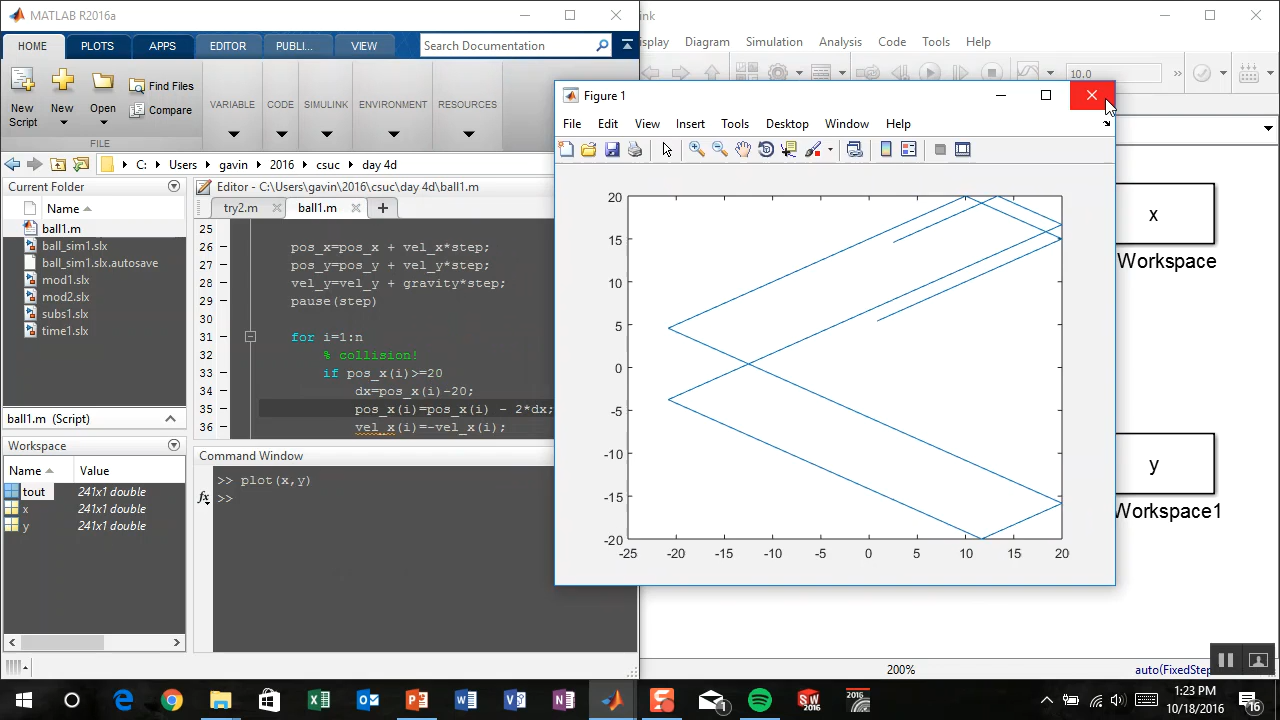 MATLAB R2016a
HOME PLOTS APPS EDITOR PUBLI... VIEW Search Documentation
New Script
New
Open
Find Files
Compare
FILE
VARIABLE CODE SIMULINK ENVIRONMENT RESOURCES
C: Users gavin 2016 csuc day 4d
Current Folder
Name
ball1.m
ball_sim1.slx
ball_sim1.slx.autosave
mod1.slx
mod2.slx
subs1.slx
time1.slx
ball1.m (Script)
Workspace
Name Value
tout 241x1 double
x 241x1 double
y 241x1 double
Editor - C:\Users\gavin\2016\csuc\day 4d\ball1.m
try2.m ball1.m
25
26 pos_x=pos_x + vel_x*step;
27 pos_y=pos_y + vel_y*step;
28 vel_y=vel_y + gravity*step;
29 pause(step)
30
31 for i=1:n
32 % collision!
33 if pos_x(i)>=20
34 dx=pos_x(i)-20;
35 pos_x(i)=pos_x(i) - 2*dx;
36 vel_x(i)=-vel_x(i);
Command Window
>> plot(x,y)
fx >>
Diagram Simulation Analysis Code Tools Help
10.0
Figure 1
File Edit View Insert Tools Desktop Window Help
20
15
10
5
0
-5
-10
-15
-20
-25 -20 -15 -10 -5 0 5 10 15 20
x
Workspace
y
Workspace1
200%
auto(FixedStep
1:23 PM
10/18/2016
1
16